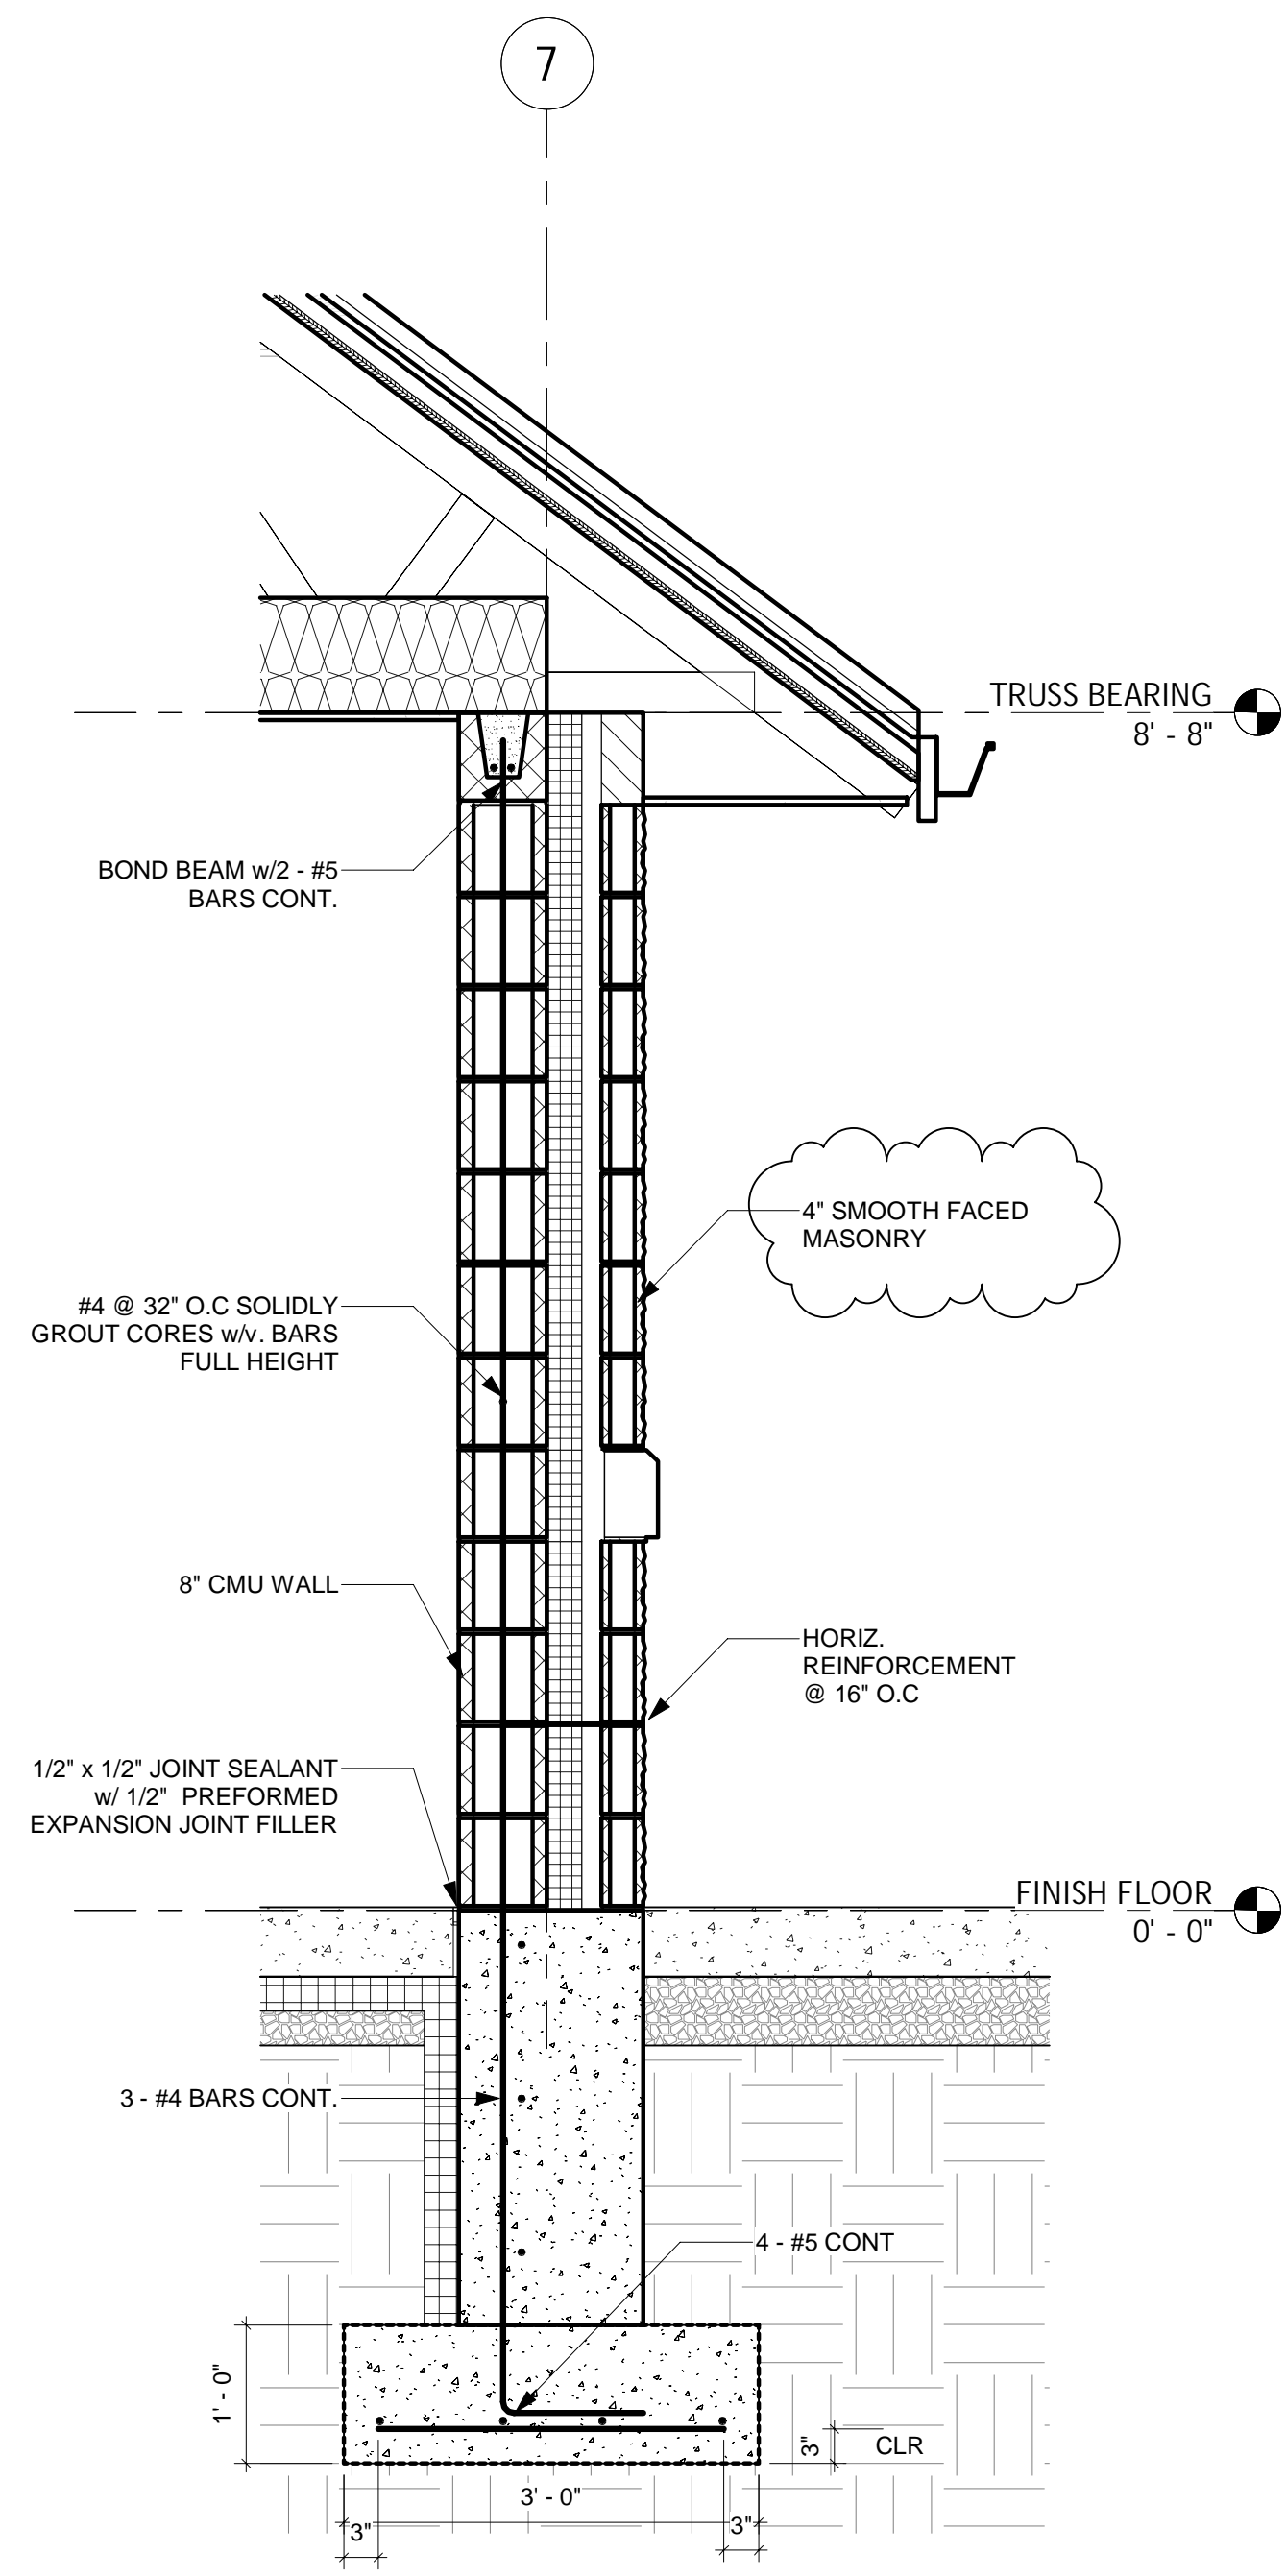 7
TRUSS BEARING
8' - 8"
BOND BEAM w/2 - #5
BARS CONT.
4" SMOOTH FACED
MASONRY
#4 @ 32" O.C SOLIDLY
GROUT CORES w/v. BARS
FULL HEIGHT
8" CMU WALL
HORIZ.
REINFORCEMENT
@ 16" O.C
1/2" x 1/2" JOINT SEALANT
w/ 1/2" PREFORMED
EXPANSION JOINT FILLER
FINISH FLOOR
0' - 0"
3 - #4 BARS CONT.
4 - #5 CONT
1' - 0"
3"
CLR
3' - 0"
3"
3"